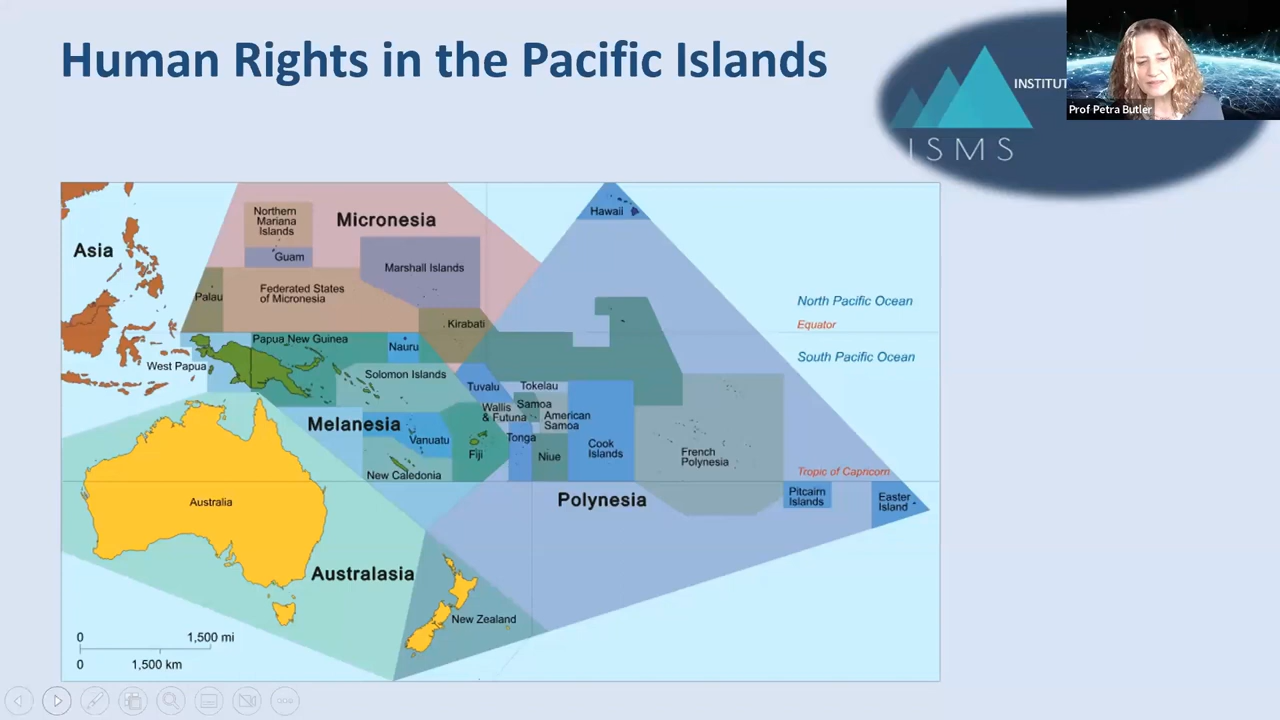 Human Rights in the Pacific Islands
INSTITUT
Prof Petra Butler
ISMS
Asia
Northern
Mariana
Islands
Guam
Micronesia
Marshall Islands
Palau
Federated States
of Micronesia
Kirabati
Hawaii
North Pacific Ocean
Equator
South Pacific Ocean
West Papua
Papua New Guinea
Nauru
Solomon Islands
Tuvalu
Tokelau
Wallis
& Futuna
Samoa
American
Samoa
Melanesia
Vanuatu
Fiji
Tonga
Niue
Cook
Islands
French
Polynesia
New Caledonia
Tropic of Capricorn
Pitcairn
Islands
Easter
Island
Australia
Polynesia
Australasia
New Zealand
0 1,500 mi
0 1,500 km